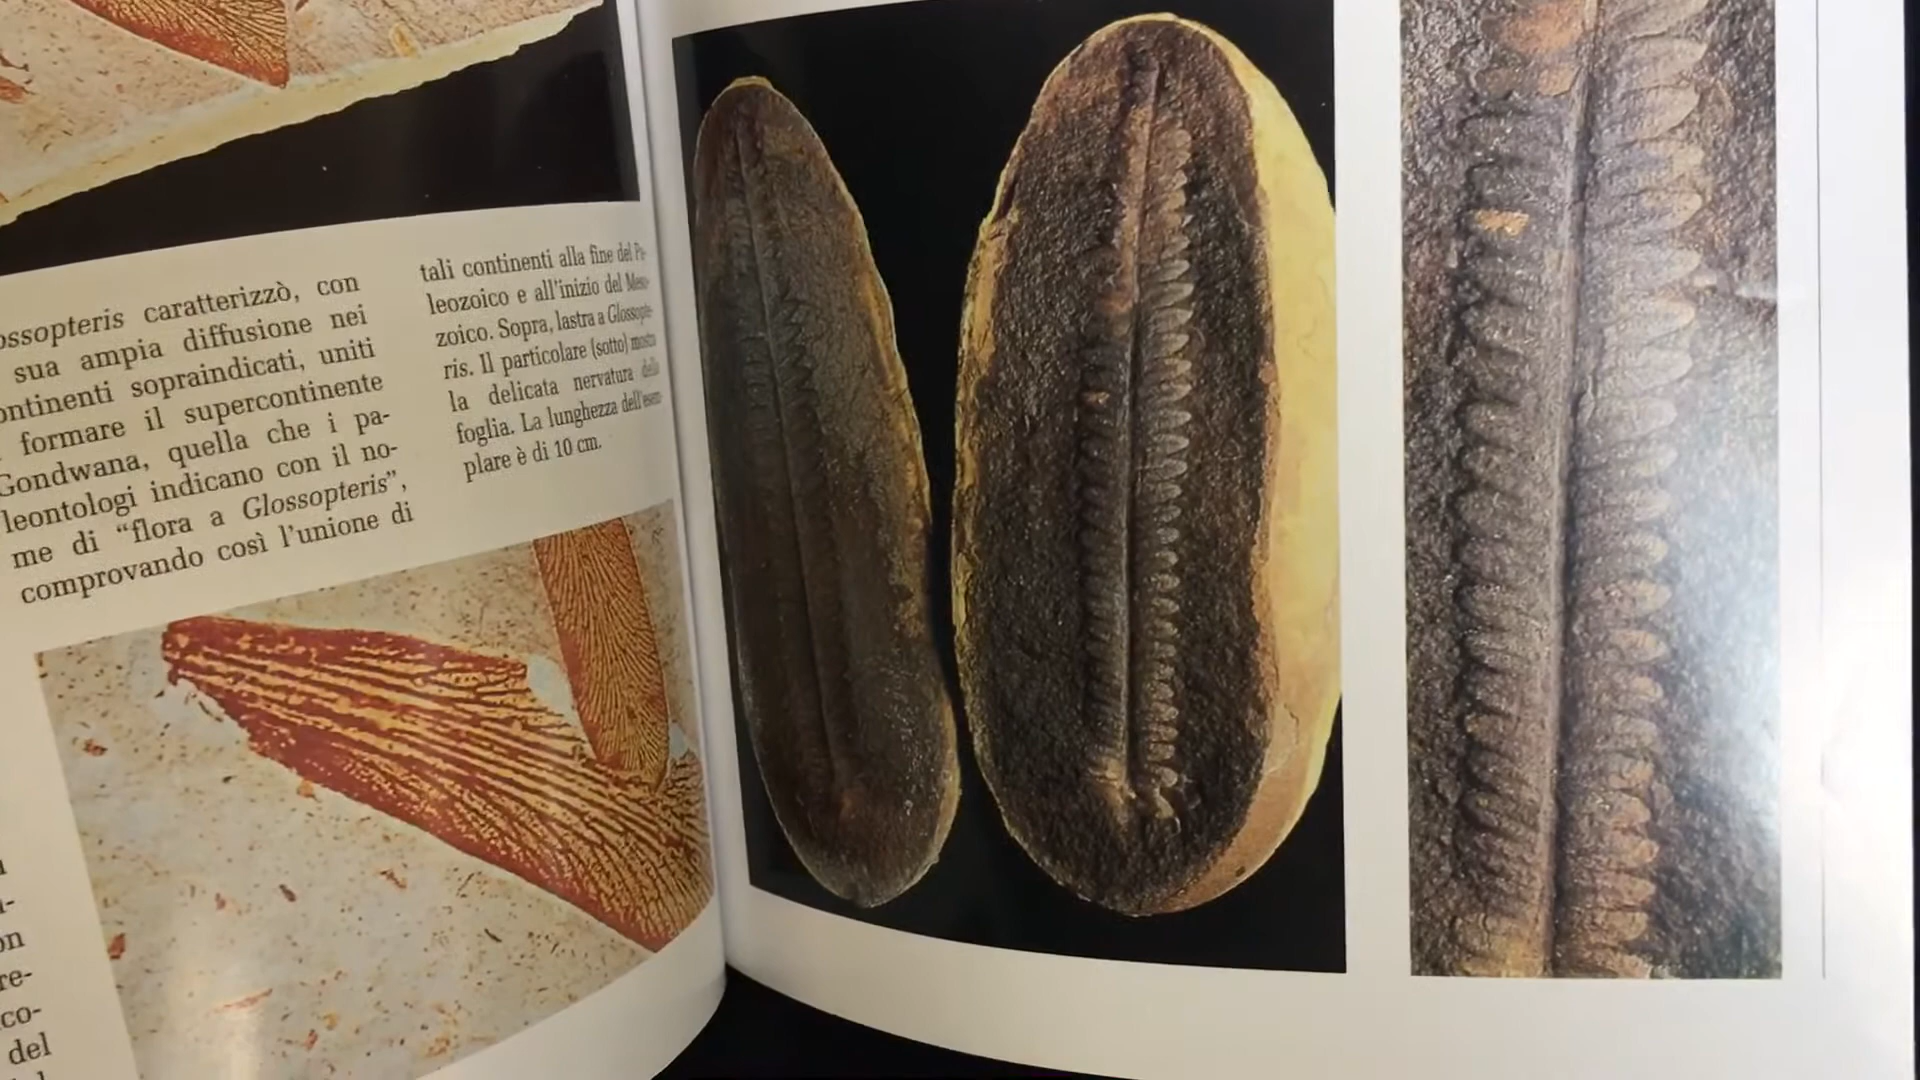 ossopteris caratterizzò, con
sua ampia diffusione nei
ontinenti sopraindicati, uniti
formare il supercontinente
Gondwana, quella che i pa-
leontologi indicano con il no-
me di “flora a Glossopteris”,
comprovando così l’unione di
tali continenti alla fine del Pa-
leozoico e all’inizio del Meso-
zoico. Sopra, lastra a Glossopte-
ris. Il particolare (sotto) mostra
la delicata nervatura della
foglia. La lunghezza dell’esem-
plare è di 10 cm.
on
re-
co-
del